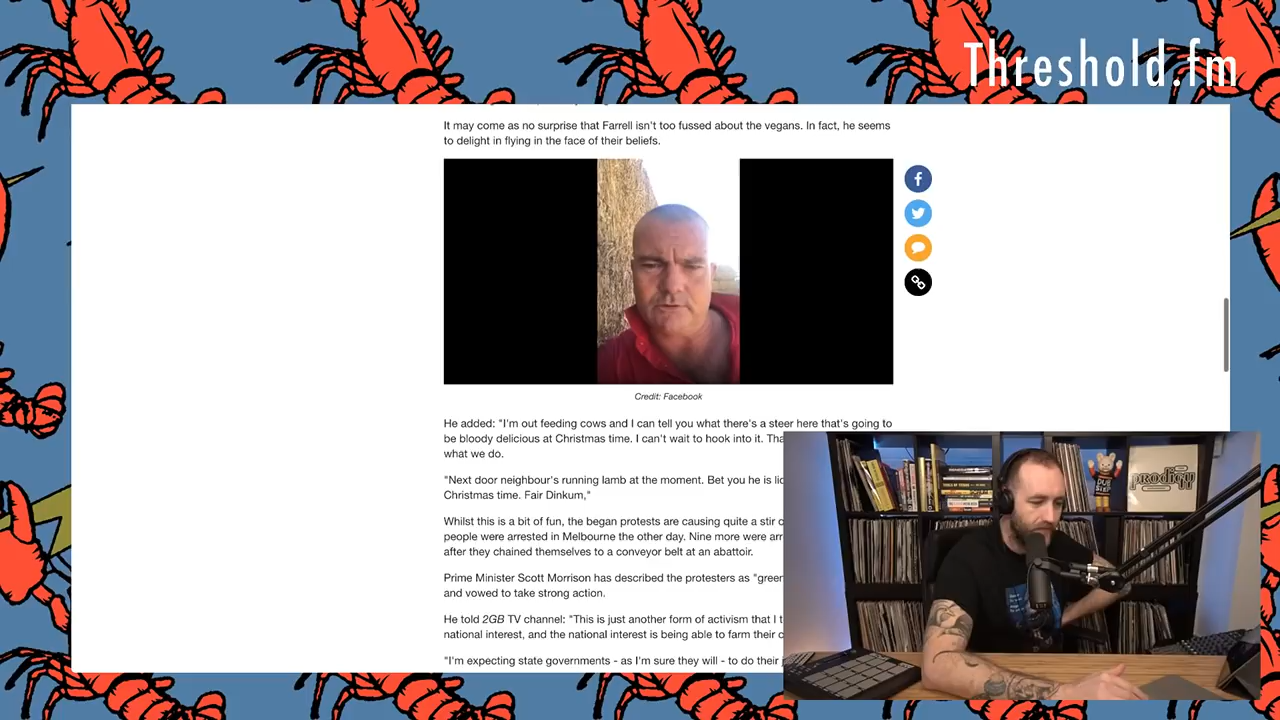 Threshold.fm
It may come as no surprise that Farrell isn't too fussed about the vegans. In fact, he seems
to delight in flying in the face of their beliefs.
Credit: Facebook
He added: "I'm out feeding cows and I can tell you what there's a steer here that's going to
be bloody delicious at Christmas time. I can't wait to hook into it.
what we do.
"Next door neighbour's running lamb at the moment. Bet you he is
Christmas time. Fair Dinkum,"
Whilst this is a bit of fun, the began protests are causing quite a stir
people were arrested in Melbourne the other day. Nine more were
after they chained themselves to a conveyor belt at an abattoir.
Prime Minister Scott Morrison has described the protesters as
and vowed to take strong action.
He told 2GB TV channel: "This is just another form of activism that I
national interest, and the national interest is being able to farm their
"I'm expecting state governments - as I'm sure they will - to do their
prodigy
DUB
STEP